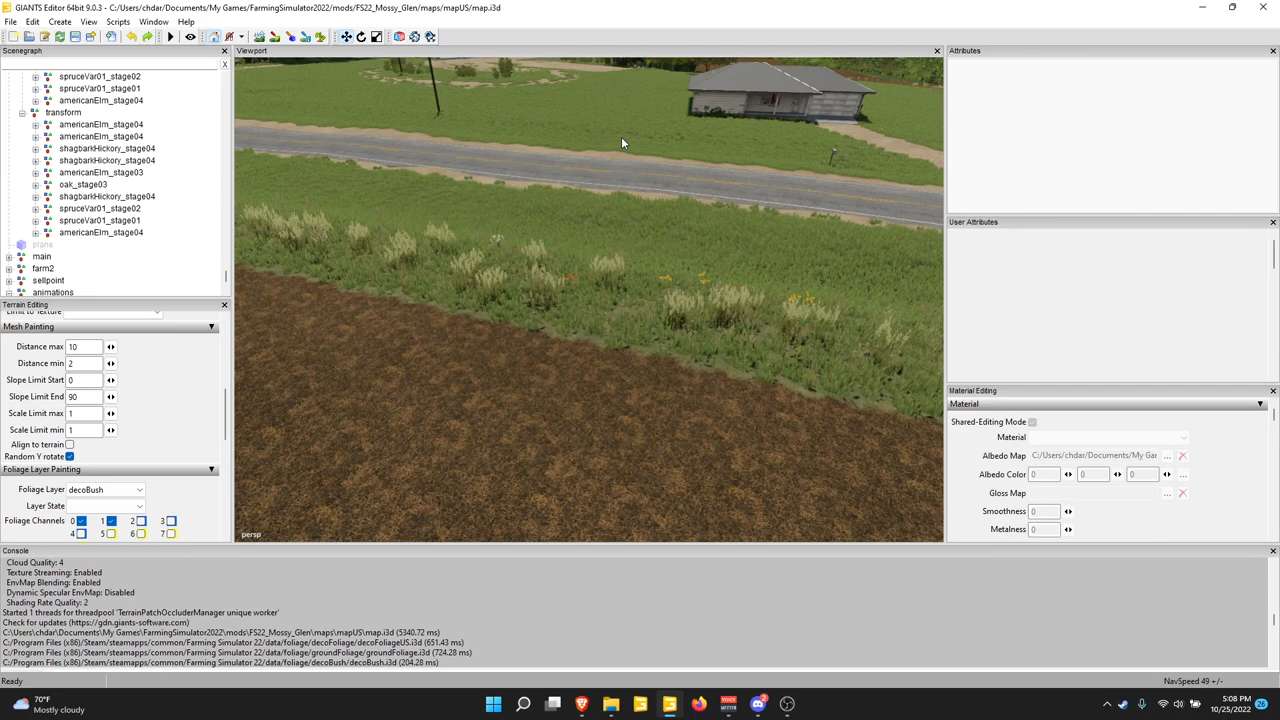 GIANTS Editor 64bit v9.0.3 - C:/Users/chdar/Documents/My Games/FarmingSimulator2022/mods/FS22_Mossy_Glen/maps/mapUS/map.i3d
File Edit Create View Scripts Window Help
Scenegraph
X
spruceVar01_stage02
spruceVar01_stage01
americanElm_stage04
transform
americanElm_stage04
americanElm_stage04
shagbarkHickory_stage04
shagbarkHickory_stage04
americanElm_stage03
oak_stage03
shagbarkHickory_stage04
spruceVar01_stage02
spruceVar01_stage01
americanElm_stage04
plane
main
farm2
sellpoint
animations
Terrain Editing
Limit to Texture
Mesh Painting
Distance max 10
Distance min 2
Slope Limit Start 0
Slope Limit End 90
Scale Limit max 1
Scale Limit min 1
Align to terrain
Random Y rotate
Foliage Layer Painting
Foliage Layer decoBush
Layer State
Foliage Channels 0 1 2 3
4 5 6 7
Viewport
persp
Attributes
User Attributes
Material Editing
Material
Shared-Editing Mode
Material
Albedo Map C:/Users/chdar/Documents/My Gar ...
Albedo Color 0 0 0 ...
Gloss Map ...
Smoothness 0
Metalness 0
Console
Cloud Quality: 4
Texture Streaming: Enabled
EnvMap Blending: Enabled
Dynamic Specular EnvMap: Disabled
Shading Rate Quality: 2
Started 1 threads for threadpool 'TerrainPatchOccluderManager unique worker'
Check for updates (https://gdn.giants-software.com)
C:\Users\chdar\Documents\My Games\FarmingSimulator2022\mods\FS22_Mossy_Glen\maps\mapUS\map.i3d (5340.72 ms)
C:/Program Files (x86)/Steam/steamapps/common/Farming Simulator 22/data/foliage/decoFoliage/decoFoliageUS.i3d (651.43 ms)
C:/Program Files (x86)/Steam/steamapps/common/Farming Simulator 22/data/foliage/groundFoliage/groundFoliage.i3d (724.28 ms)
C:/Program Files (x86)/Steam/steamapps/common/Farming Simulator 22/data/foliage/decoBush/decoBush.i3d (204.28 ms)
Ready
NavSpeed 49 +/-
70°F
Mostly cloudy
5:08 PM
10/25/2022
26